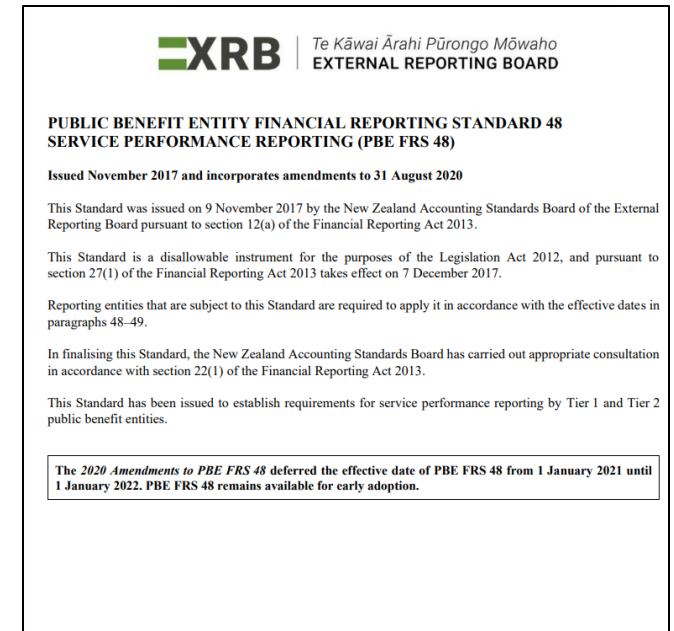 XRB
Te Kāwai Ārahi Pūrongo Mōwaho
EXTERNAL REPORTING BOARD
PUBLIC BENEFIT ENTITY FINANCIAL REPORTING STANDARD 48
SERVICE PERFORMANCE REPORTING (PBE FRS 48)
Issued November 2017 and incorporates amendments to 31 August 2020
This Standard was issued on 9 November 2017 by the New Zealand Accounting Standards Board of the External
Reporting Board pursuant to section 12(a) of the Financial Reporting Act 2013.
This Standard is a disallowable instrument for the purposes of the Legislation Act 2012, and pursuant to
section 27(1) of the Financial Reporting Act 2013 takes effect on 7 December 2017.
Reporting entities that are subject to this Standard are required to apply it in accordance with the effective dates in
paragraphs 48–49.
In finalising this Standard, the New Zealand Accounting Standards Board has carried out appropriate consultation
in accordance with section 22(1) of the Financial Reporting Act 2013.
This Standard has been issued to establish requirements for service performance reporting by Tier 1 and Tier 2
public benefit entities.
The 2020 Amendments to PBE FRS 48 deferred the effective date of PBE FRS 48 from 1 January 2021 until
1 January 2022. PBE FRS 48 remains available for early adoption.